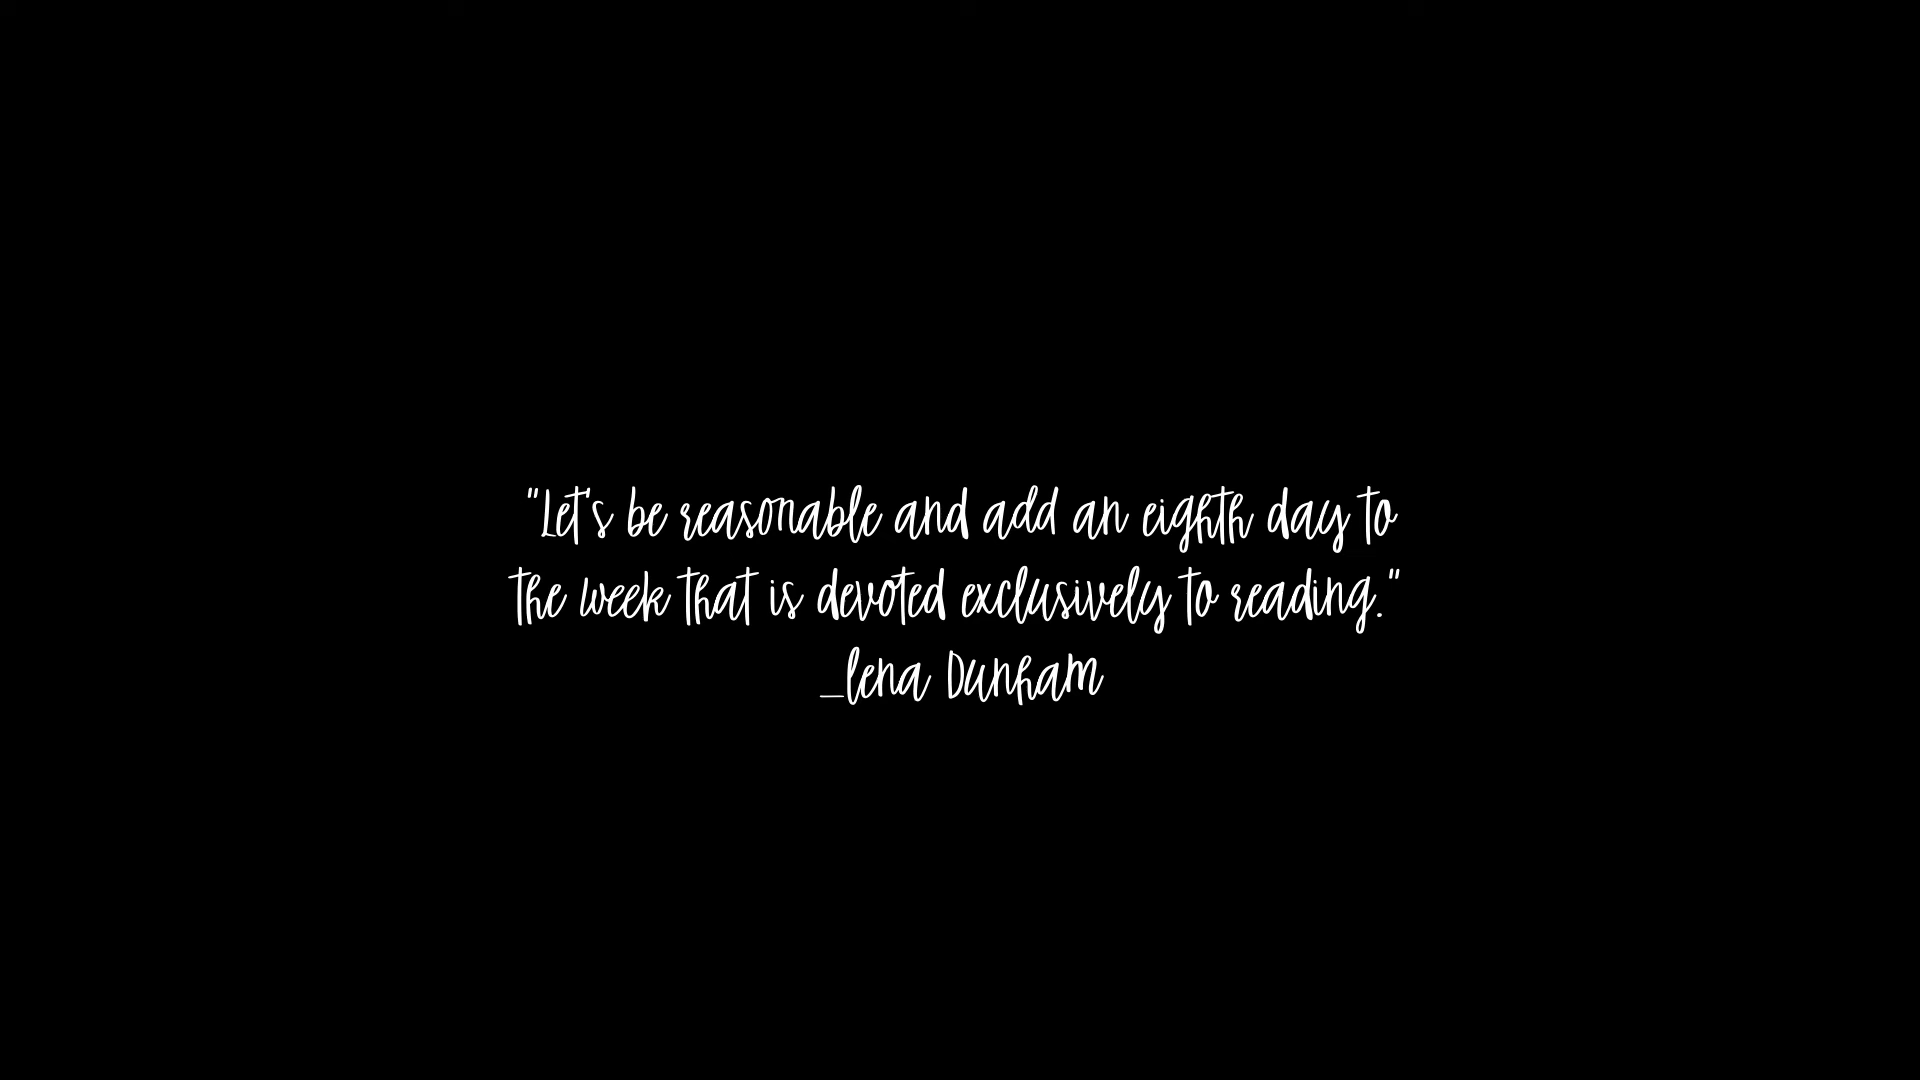 "Let's be reasonable and add an eighth day to
the week that is devoted exclusively to reading."
_lena Dunham